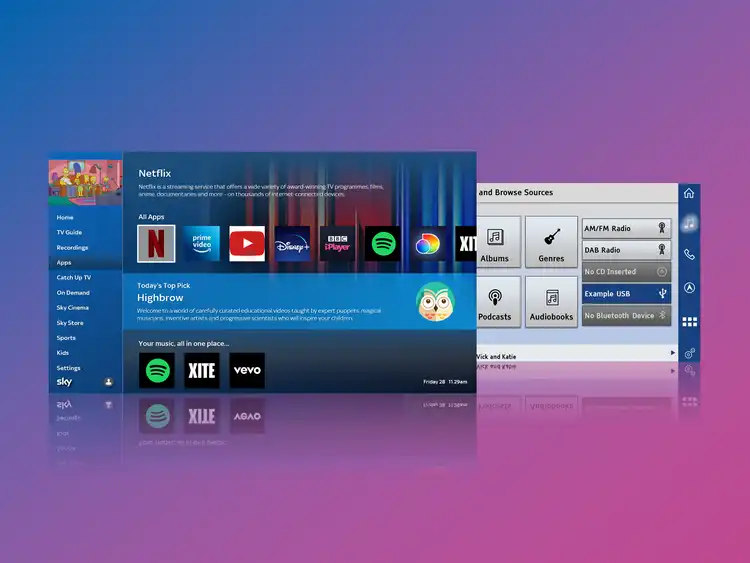 Home
TV Guide
Recordings
Apps
Catch Up TV
On Demand
Sky Cinema
Sky Store
Sports
Kids
Settings
sky
Netflix
Netflix is a streaming service that offers a wide variety of award-winning TV programmes, films,
anime, documentaries and more - on thousands of internet-connected devices.
All Apps
N
prime
video
Disney+
BBC
iPlayer
XIT
Today's Top Pick
Highbrow
Welcome to a world of carefully curated educational videos taught by expert puppets, magical
musicians, inventive artists and progressive scientists who will inspire your children.
Your music, all in one place...
XITE
vevo
Friday 28 11.29am
and Browse Sources
Albums
Genres
Podcasts
Audiobooks
AM/FM Radio
DAB Radio
No CD Inserted
Example USB
No Bluetooth Device
Vick and Katie